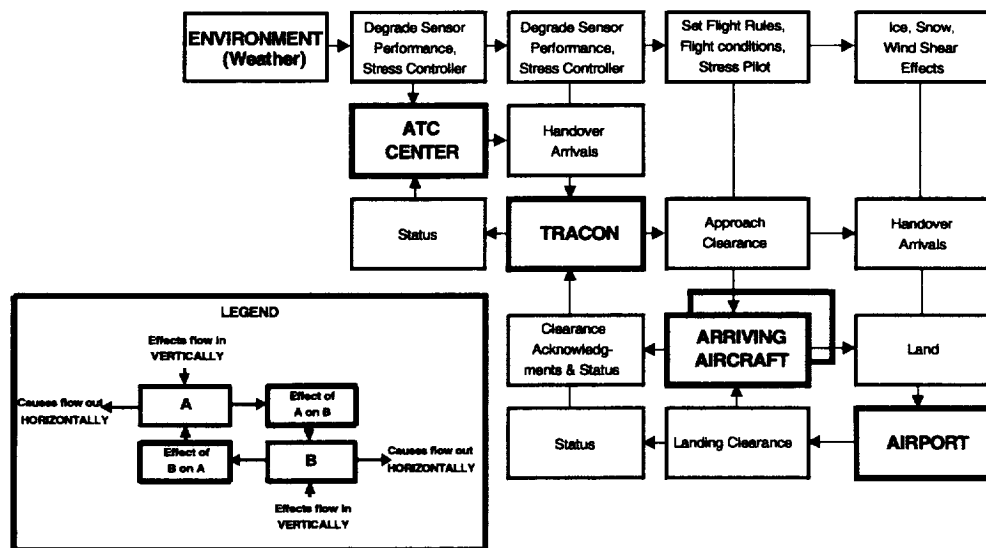 ENVIRONMENT
(Weather)
Degrade Sensor
Performance,
Stress Controller
Degrade Sensor
Performance,
Stress Controller
Set Flight Rules,
Flight conditions,
Stress Pilot
Ice, Snow,
Wind Shear
Effects
ATC
CENTER
Handover
Arrivals
Status
TRACON
Approach
Clearance
Handover
Arrivals
Clearance
Acknowledg-
ments & Status
ARRIVING
AIRCRAFT
Land
Status
Landing Clearance
AIRPORT
LEGEND
Effects flow in
VERTICALLY
Causes flow out
HORIZONTALLY
A
Effect of
A on B
Effect of
B on A
B
Causes flow out
HORIZONTALLY
Effects flow in
VERTICALLY